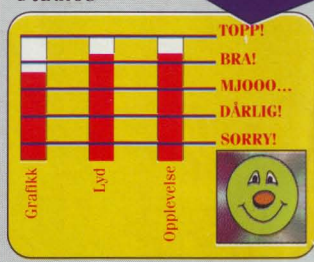 TOPP!
BRA!
MJOOO...
DÅRLIG!
SORRY!
Grafikk
Lyd
Opplevelse